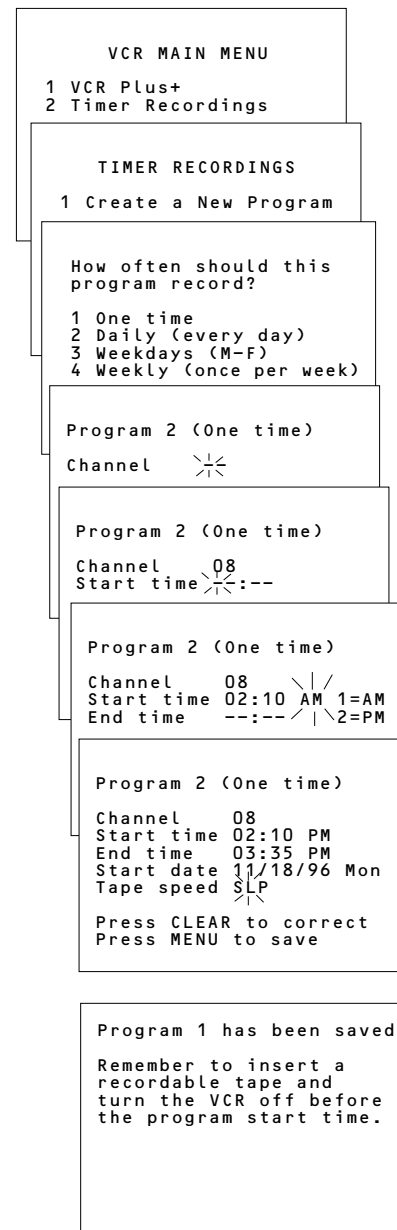 VCR MAIN MENU
1 VCR Plus+
2 Timer Recordings
TIMER RECORDINGS
1 Create a New Program
How often should this
program record?
1 One time
2 Daily (every day)
3 Weekdays (M-F)
4 Weekly (once per week)
Program 2 (One time)
Channel --
Program 2 (One time)
Channel 08
Start time --:--
Program 2 (One time)
Channel 08
Start time 02:10 AM 1=AM
End time --:-- 2=PM
Program 2 (One time)
Channel 08
Start time 02:10 PM
End time 03:35 PM
Start date 11/18/96 Mon
Tape speed SLP
Press CLEAR to correct
Press MENU to save
Program 1 has been saved
Remember to insert a
recordable tape and
turn the VCR off before
the program start time.